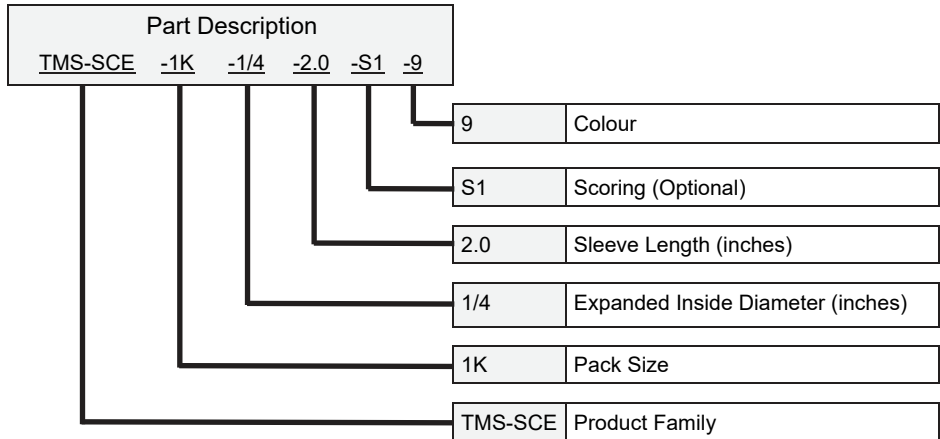 Part Description
TMS-SCE -1K -1/4 -2.0 -S1 -9
9 Colour
S1 Scoring (Optional)
2.0 Sleeve Length (inches)
1/4 Expanded Inside Diameter (inches)
1K Pack Size
TMS-SCE Product Family